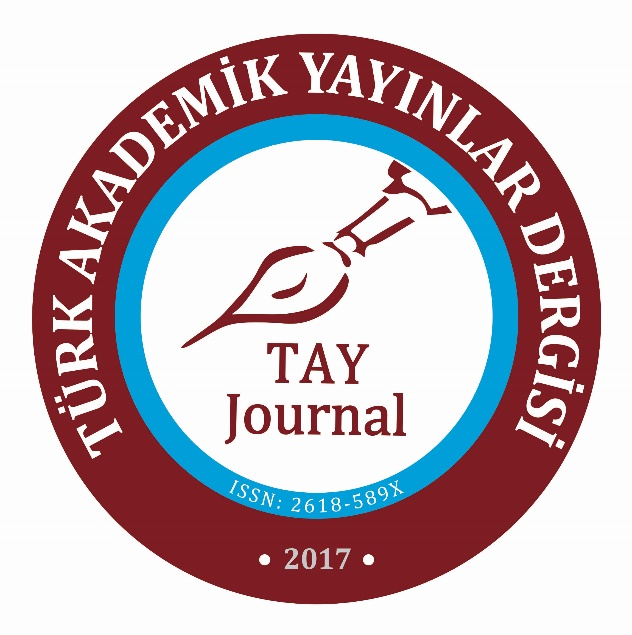 TÜRK AKADEMİK YAYINLAR DERGİSİ
TAY
Journal
ISSN: 2618-589X
• 2017 •